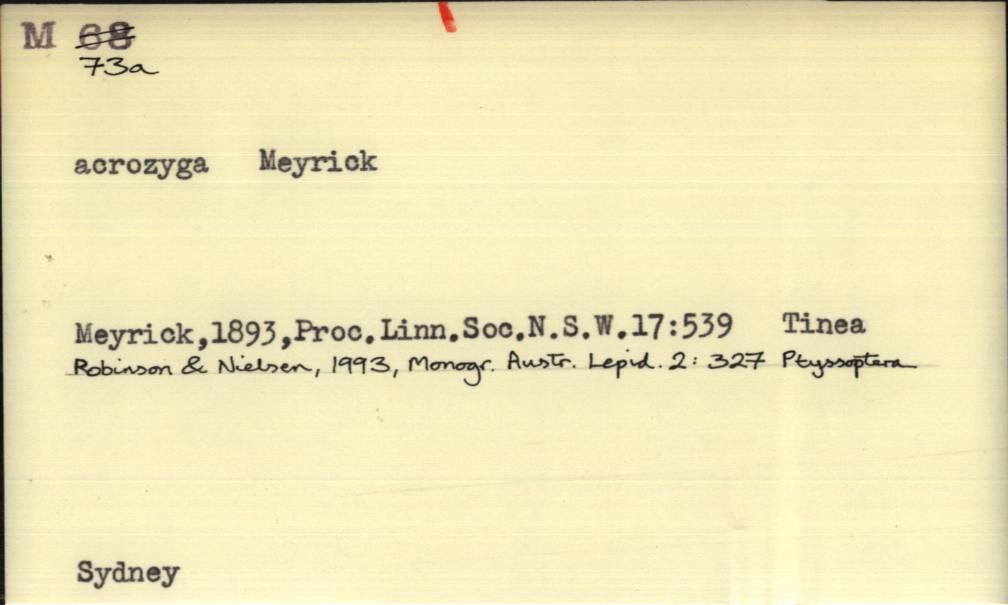 M 68
73a
acrozyga Meyrick
Meyrick,1893,Proc.Linn.Soc.N.S.W.17:539 Tinea
Robinson & Nielsen, 1993, Monogr. Austr. Lepid. 2: 327 Ptyssoptera
Sydney